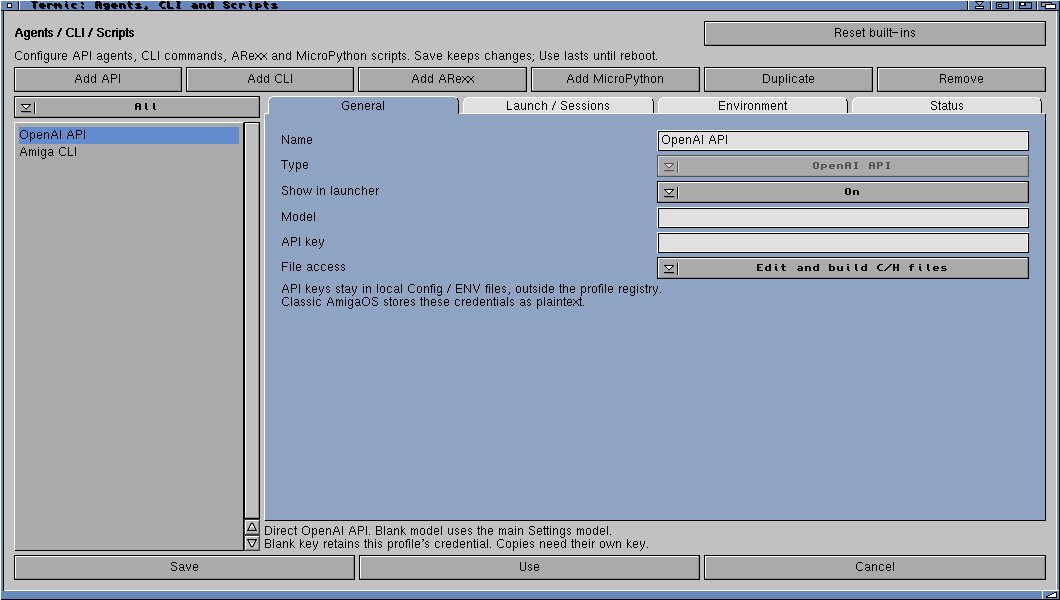 Termic: Agents, CLI and Scripts
Agents / CLI / Scripts
Reset built-ins
Configure API agents, CLI commands, ARexx and MicroPython scripts. Save keeps changes; Use lasts until reboot.
Add API
Add CLI
Add ARexx
Add MicroPython
Duplicate
Remove
All
General
Launch / Sessions
Environment
Status
OpenAI API
Amiga CLI
Name
OpenAI API
Type
OpenAI API
Show in launcher
On
Model
API key
File access
Edit and build C/H files
API keys stay in local Config / ENV files, outside the profile registry.
Classic AmigaOS stores these credentials as plaintext.
Direct OpenAI API. Blank model uses the main Settings model.
Blank key retains this profile's credential. Copies need their own key.
Save
Use
Cancel